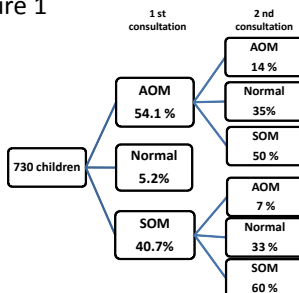 ure 1
1 st
consultation
2 nd
consultation
730 children
AOM
54.1 %
Normal
5.2%
SOM
40.7%
AOM
14 %
Normal
35%
SOM
50 %
AOM
7 %
Normal
33 %
SOM
60 %